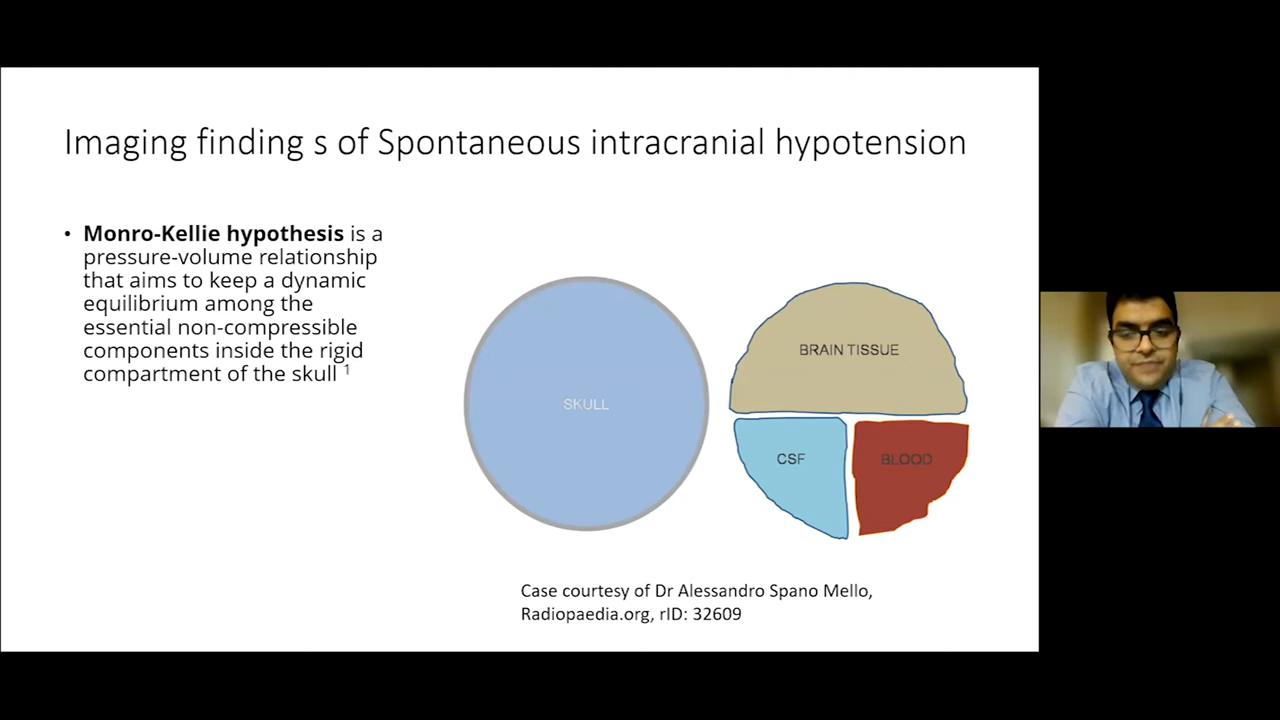 Imaging finding s of Spontaneous intracranial hypotension
• Monro-Kellie hypothesis is a
pressure-volume relationship
that aims to keep a dynamic
equilibrium among the
essential non-compressible
components inside the rigid
compartment of the skull 1
SKULL
BRAIN TISSUE
CSF
BLOOD
Case courtesy of Dr Alessandro Spano Mello,
Radiopaedia.org, rID: 32609